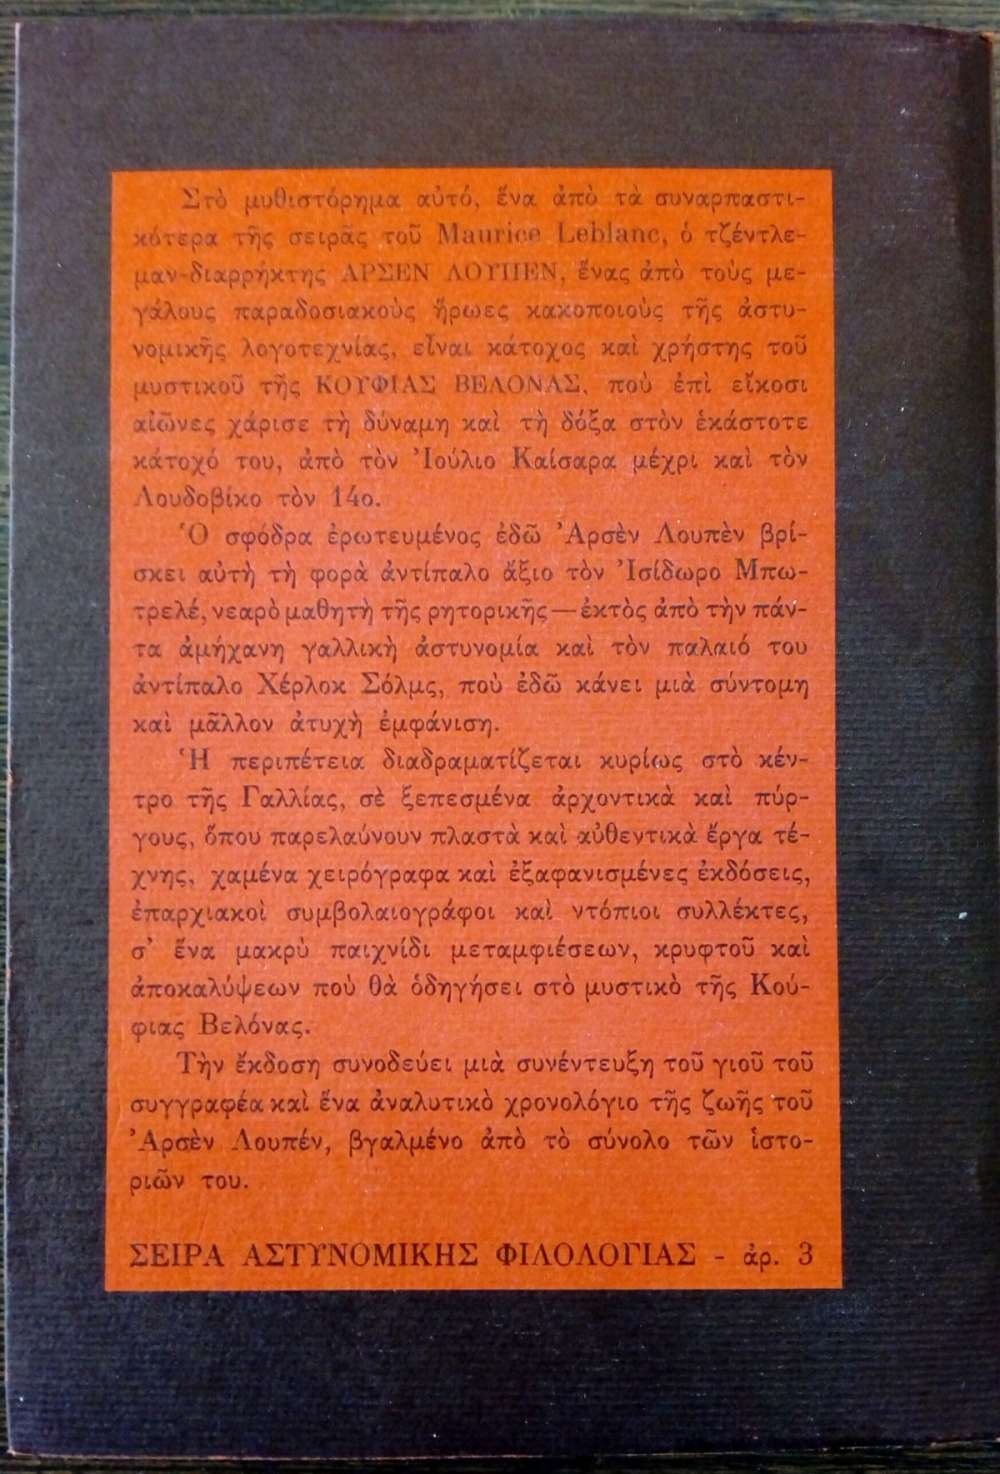 Στὸ μυθιστόρημα αὐτό, ἕνα ἀπὸ τὰ συναρπαστι-
κότερα τῆς σειρᾶς τοῦ Maurice Leblanc, ὁ τζέντλε-
μαν-διαρρήκτης ΑΡΣΕΝ ΛΟΥΠΕΝ, ἕνας ἀπὸ τοὺς με-
γάλους παραδοσιακοὺς ἥρωες κακοποιοὺς τῆς ἀστυ-
νομικῆς λογοτεχνίας, εἶναι κάτοχος καὶ χρήστης τοῦ
μυστικοῦ τῆς ΚΟΥΦΙΑΣ ΒΕΛΟΝΑΣ, ποὺ ἐπὶ εἴκοσι
αἰῶνες χάρισε τὴ δύναμη καὶ τὴ δόξα στὸν ἑκάστοτε
κάτοχό του, ἀπὸ τὸν Ἰούλιο Καίσαρα μέχρι καὶ τὸν
Λουδοβίκο τὸν 14ο.
Ὁ σφόδρα ἐρωτευμένος ἐδῶ Ἀρσὲν Λουπὲν βρί-
σκει αὐτὴ τὴ φορὰ ἀντίπαλο ἄξιο τὸν Ἰσίδωρο Μπω-
τρελέ, νεαρὸ μαθητὴ τῆς ρητορικῆς — ἐκτὸς ἀπὸ τὴν πάν-
τα ἀμήχανη γαλλικὴ ἀστυνομία καὶ τὸν παλαιό του
ἀντίπαλο Χέρλοκ Σόλμς, ποὺ ἐδῶ κάνει μιὰ σύντομη
καὶ μᾶλλον ἀτυχὴ ἐμφάνιση.
Ἡ περιπέτεια διαδραματίζεται κυρίως στὸ κέν-
τρο τῆς Γαλλίας, σὲ ξεπεσμένα ἀρχοντικὰ καὶ πύρ-
γους, ὅπου παρελαύνουν πλαστὰ καὶ αὐθεντικὰ ἔργα τέ-
χνης, χαμένα χειρόγραφα καὶ ἐξαφανισμένες ἐκδόσεις,
ἐπαρχιακοὶ συμβολαιογράφοι καὶ ντόπιοι συλλέκτες,
σ' ἕνα μακρὺ παιχνίδι μεταμφιέσεων, κρυφτοῦ καὶ
ἀποκαλύψεων ποὺ θὰ ὁδηγήσει στὸ μυστικὸ τῆς Κού-
φιας Βελόνας.
Τὴν ἔκδοση συνοδεύει μιὰ συνέντευξη τοῦ γιοῦ τοῦ
συγγραφέα καὶ ἕνα ἀναλυτικὸ χρονολόγιο τῆς ζωῆς τοῦ
Ἀρσὲν Λουπέν, βγαλμένο ἀπὸ τὸ σύνολο τῶν ἱστο-
ριῶν του.
ΣΕΙΡΑ ΑΣΤΥΝΟΜΙΚΗΣ ΦΙΛΟΛΟΓΙΑΣ - ἀρ. 3